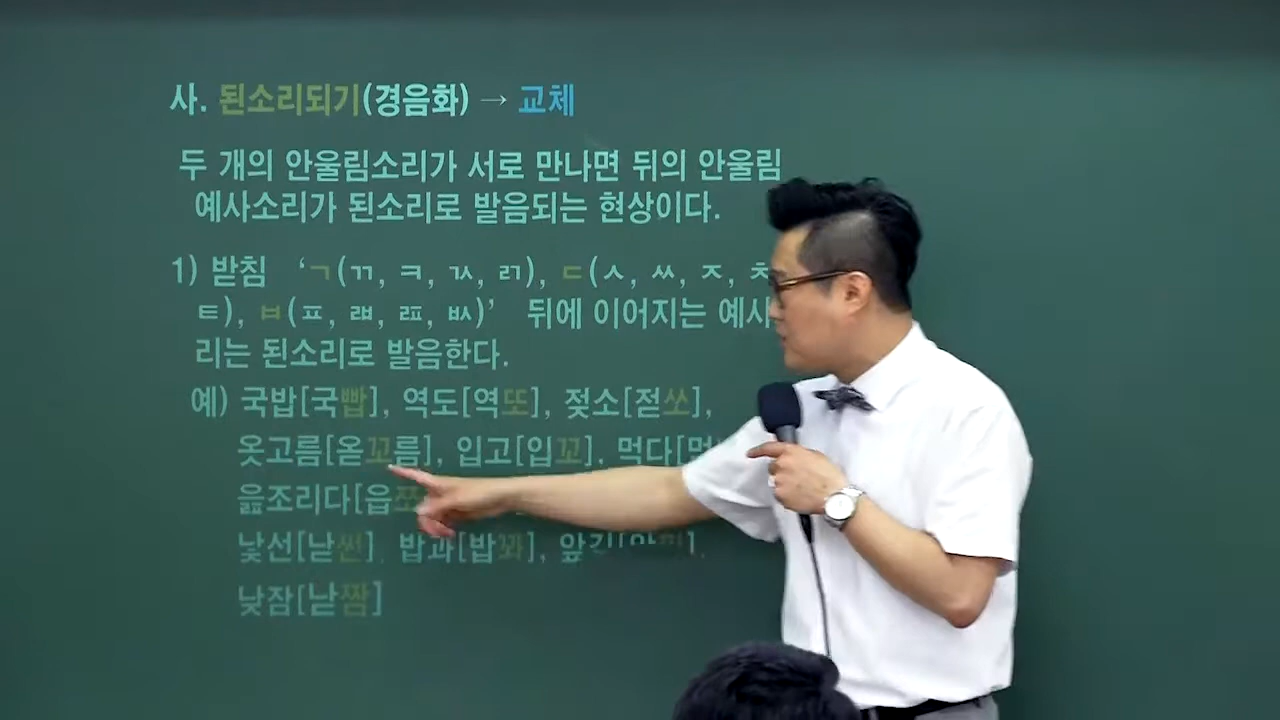 사. 된소리되기(경음화) → 교체
두 개의 안울림소리가 서로 만나면 뒤의 안울림
예사소리가 된소리로 발음되는 현상이다.
1) 받침 ‘ㄱ(ㄲ, ㅋ, ㄳ, ㄺ), ㄷ(ㅅ, ㅆ, ㅈ, ㅊ,
ㅌ), ㅂ(ㅍ, ㄼ, ㄿ, ㅄ)’ 뒤에 이어지는 예사
리는 된소리로 발음한다.
예) 국밥[국빱], 역도[역또], 젖소[젇쏘],
옷고름[옫꼬름], 입고[입꼬], 먹다[먹
읊조리다[읍쪼
낯선[낟썬], 밥과[밥꽈],
낮잠[낟짬]